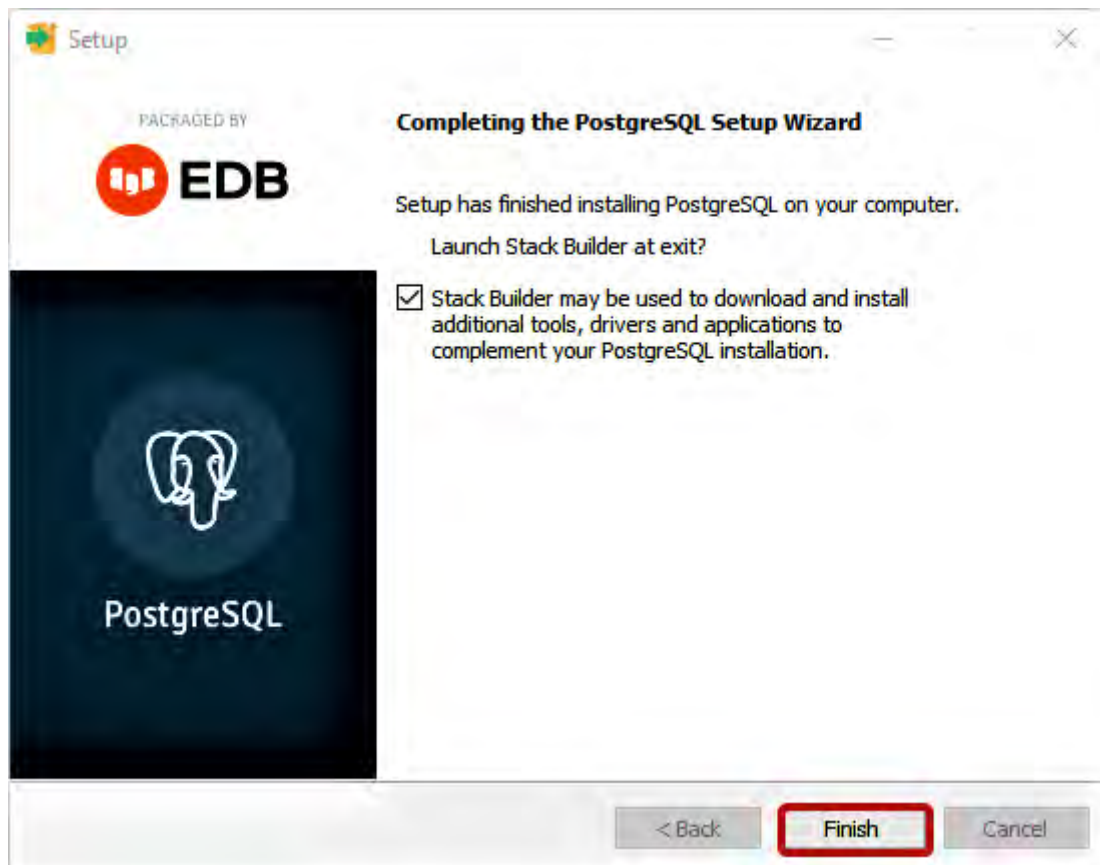 Setup
PACKAGED BY
EDB
Completing the PostgreSQL Setup Wizard
Setup has finished installing PostgreSQL on your computer.
Launch Stack Builder at exit?
Stack Builder may be used to download and install
additional tools, drivers and applications to
complement your PostgreSQL installation.
PostgreSQL
< Back
Finish
Cancel